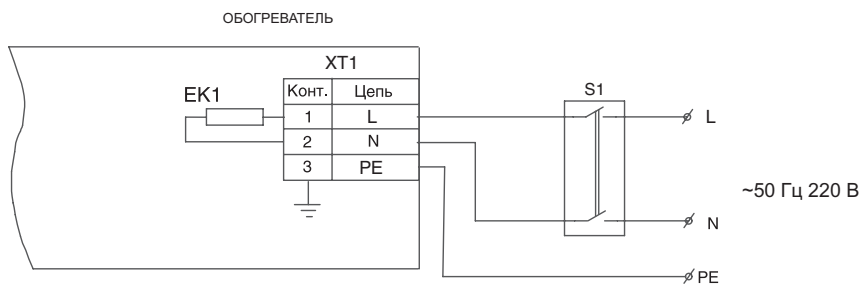 ОБОГРЕВАТЕЛЬ
XT1
EK1
Конт. Цепь
1 L
2 N
3 PE
S1
L
N
PE
~50 Гц 220 В